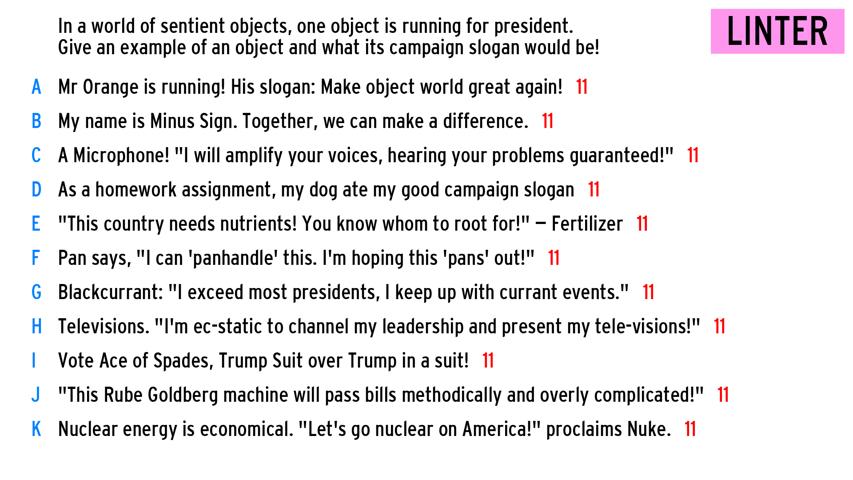 In a world of sentient objects, one object is running for president.
Give an example of an object and what its campaign slogan would be!
LINTER
A Mr Orange is running! His slogan: Make object world great again! 11
B My name is Minus Sign. Together, we can make a difference. 11
C A Microphone! "I will amplify your voices, hearing your problems guaranteed!" 11
D As a homework assignment, my dog ate my good campaign slogan 11
E "This country needs nutrients! You know whom to root for!" – Fertilizer 11
F Pan says, "I can 'panhandle' this. I'm hoping this 'pans' out!" 11
G Blackcurrant: "I exceed most presidents, I keep up with currant events." 11
H Televisions. "I'm ec-static to channel my leadership and present my tele-visions!" 11
I Vote Ace of Spades, Trump Suit over Trump in a suit! 11
J "This Rube Goldberg machine will pass bills methodically and overly complicated!" 11
K Nuclear energy is economical. "Let's go nuclear on America!" proclaims Nuke. 11